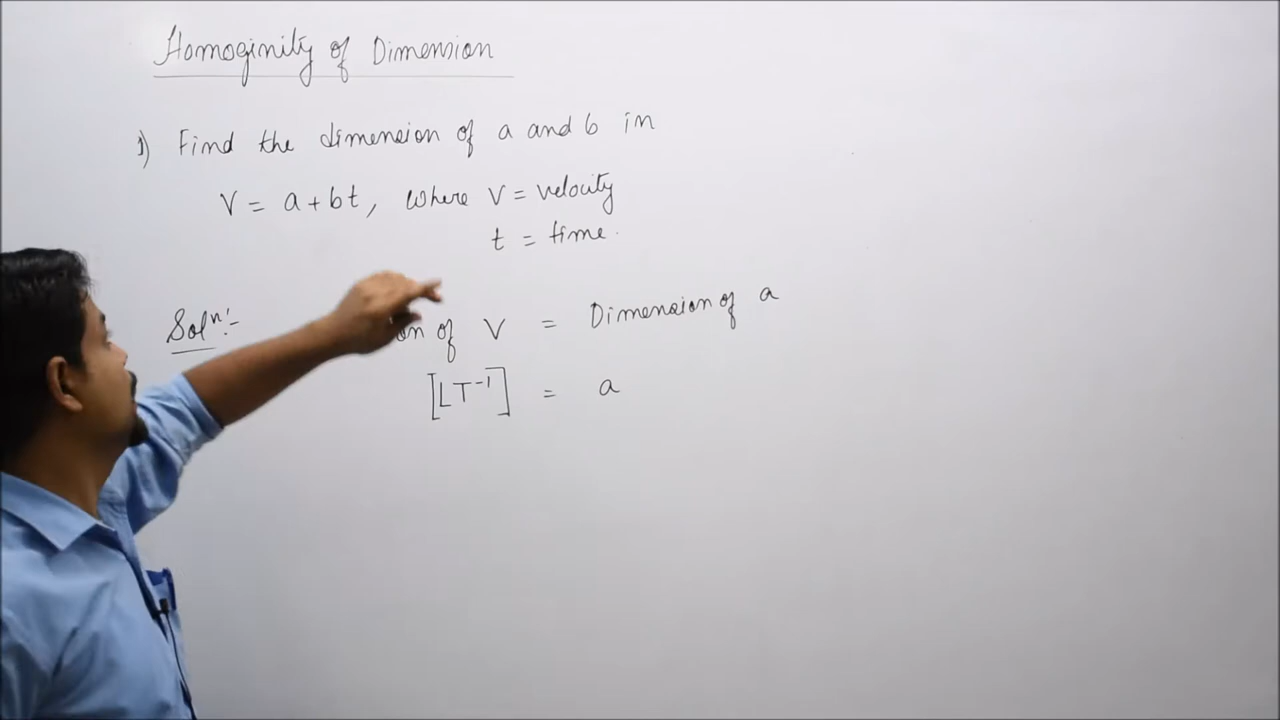 Homoginity of Dimension
1) Find the dimension of a and b in
V = a + bt, where V = velocity
t = time.
Solⁿ:-
of V = Dimension of a
[LT⁻¹] = a